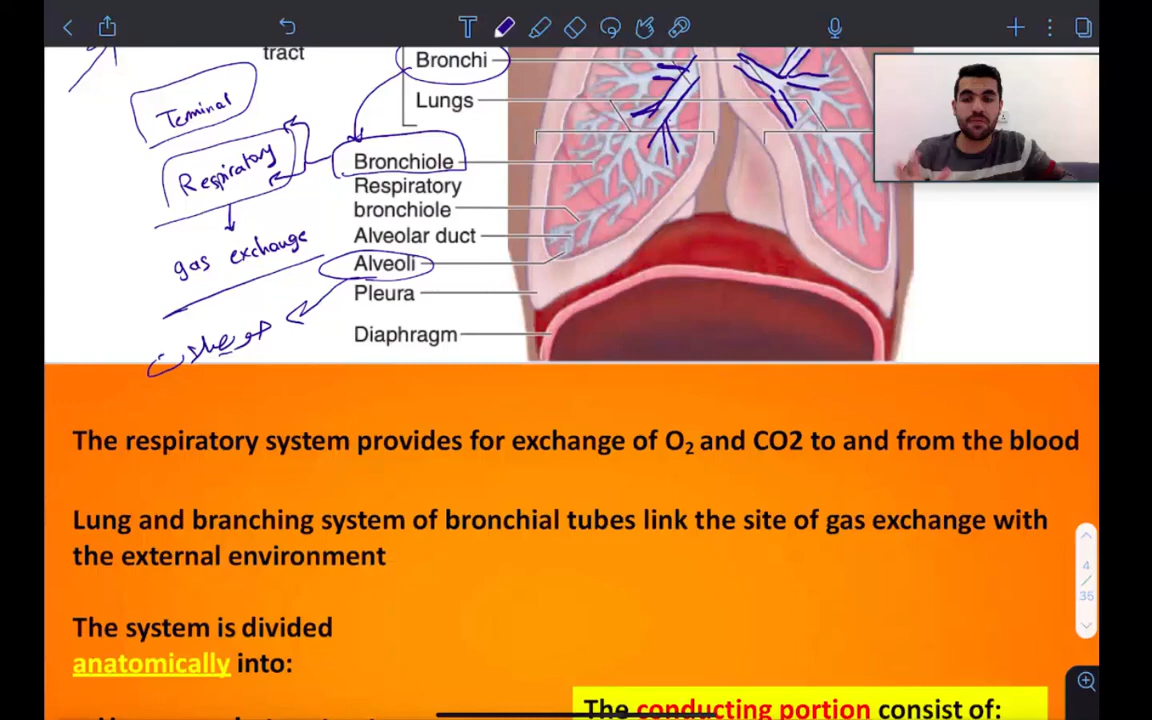 tract
Bronchi
Lungs
Terminal
Respiratory
gas exchange
Bronchiole
Respiratory
bronchiole
Alveolar duct
Alveoli
Pleura
Diaphragm
The respiratory system provides for exchange of O₂ and CO2 to and from the blood
Lung and branching system of bronchial tubes link the site of gas exchange with
the external environment
4
/
35
The system is divided
anatomically into:
The conducting portion consist of: